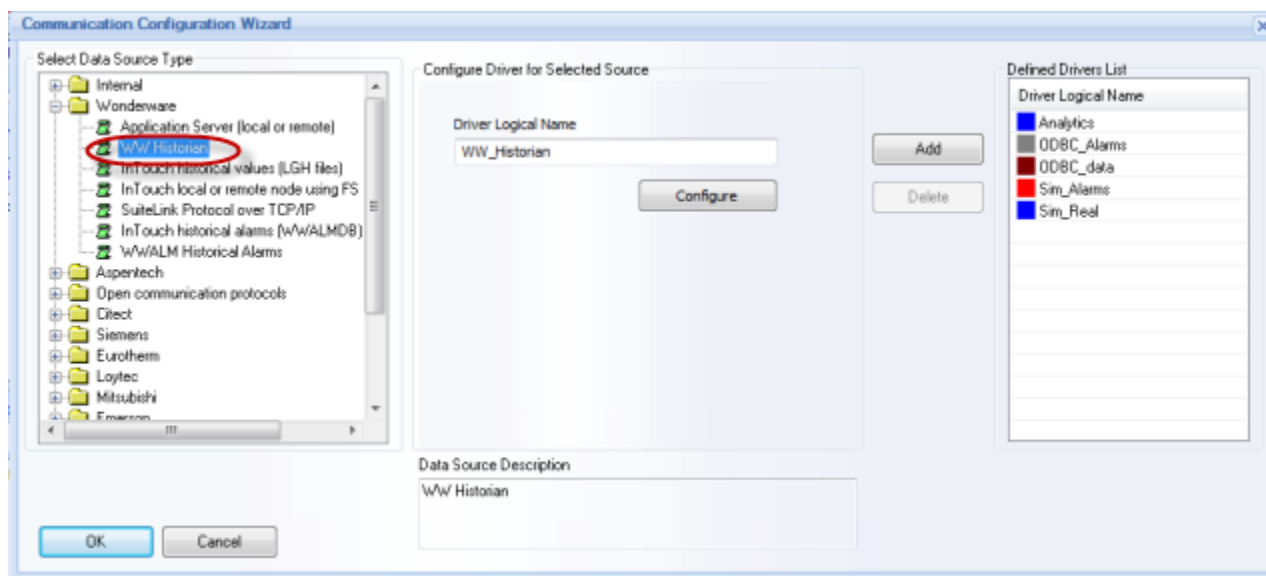 Communication Configuration Wizard
Select Data Source Type
Internal
Wonderware
Application Server (local or remote)
WW Historian
InTouch historical values (LGH files)
InTouch local or remote node using FS
SuiteLink Protocol over TCP/IP
InTouch historical alarms (WWALMDB)
WWALM Historical Alarms
Aspentech
Open communication protocols
Citect
Siemens
Eurotherm
Loytec
Mitsubishi
Emerson
OK
Cancel
Configure Driver for Selected Source
Driver Logical Name
WW_Historian
Configure
Add
Delete
Data Source Description
WW Historian
Defined Drivers List
Driver Logical Name
Analytics
ODBC_Alarms
ODBC_data
Sim_Alarms
Sim_Real